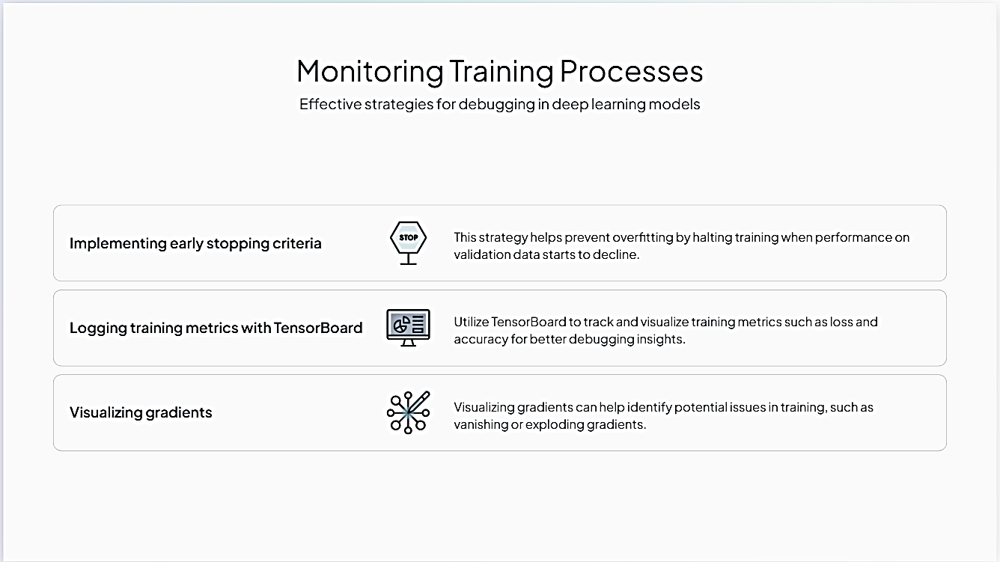 Monitoring Training Processes
Effective strategies for debugging in deep learning models
Implementing early stopping criteria
STOP
This strategy helps prevent overfitting by halting training when performance on
validation data starts to decline.
Logging training metrics with TensorBoard
Utilize TensorBoard to track and visualize training metrics such as loss and
accuracy for better debugging insights.
Visualizing gradients
Visualizing gradients can help identify potential issues in training, such as
vanishing or exploding gradients.